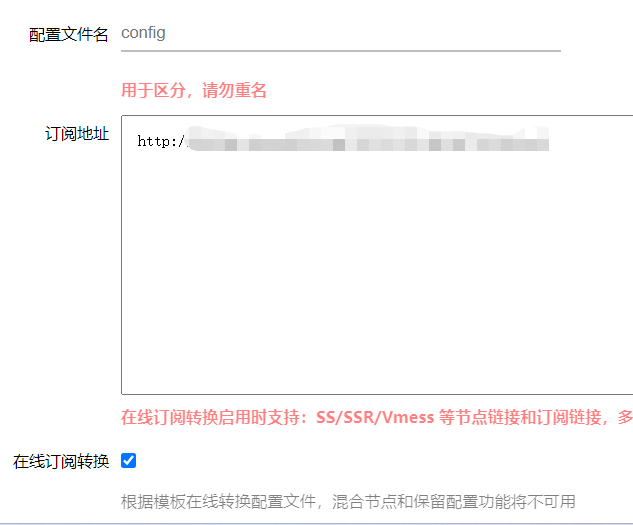 配置文件名 config
用于区分，请勿重名
订阅地址 http:/
在线订阅转换启用时支持：SS/SSR/Vmess 等节点链接和订阅链接，多
在线订阅转换
根据模板在线转换配置文件，混合节点和保留配置功能将不可用